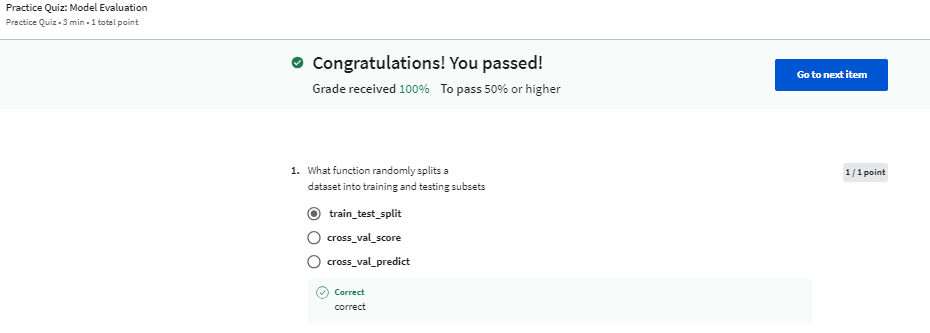 Practice Quiz: Model Evaluation
Practice Quiz • 3 min • 1 total point
Congratulations! You passed!
Grade received 100% To pass 50% or higher
Go to next item
1. What function randomly splits a
dataset into training and testing subsets
1 / 1 point
train_test_split
cross_val_score
cross_val_predict
Correct
correct